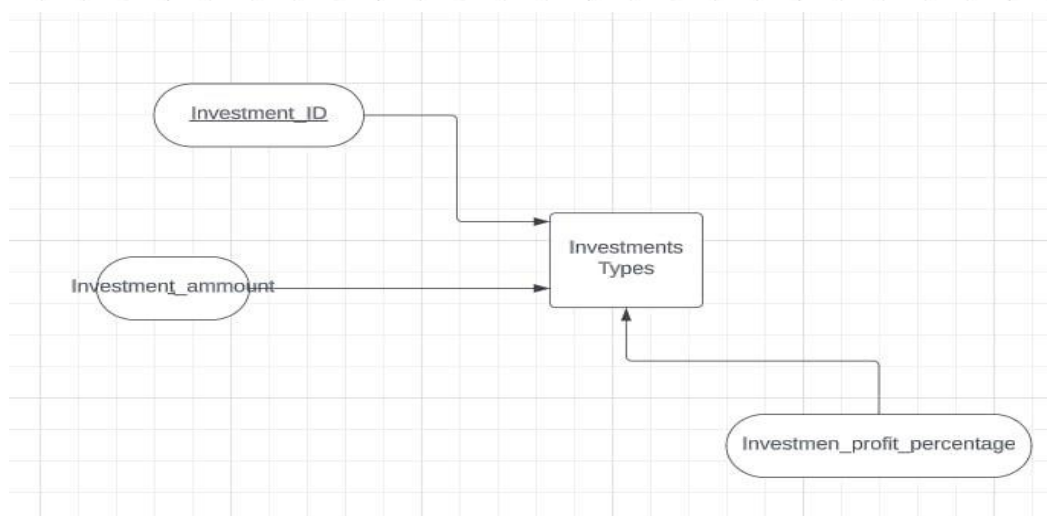 Investment_ID
Investments
Types
Investment_ammount
Investmen_profit_percentage